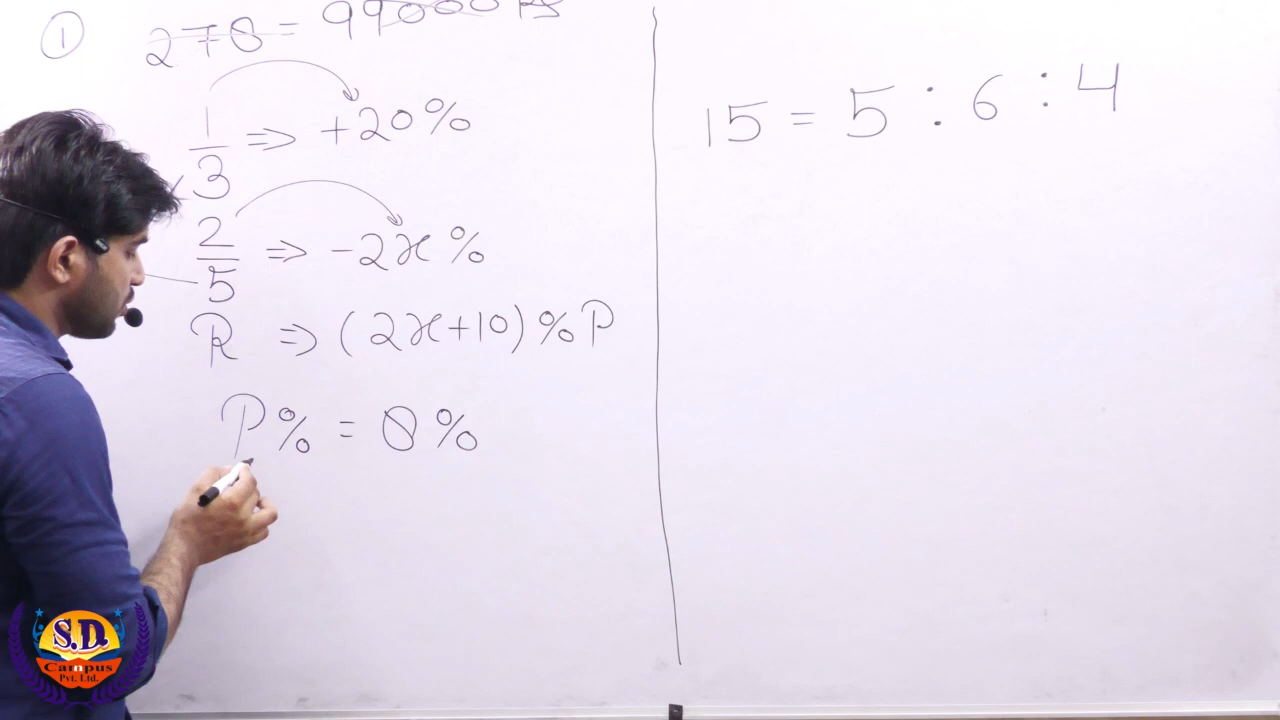 ①
270 = 99000 Rs
1/3 ⇒ +20%
2/5 ⇒ -2x%
R ⇒ (2x+10)%P
P% = 0%
15 = 5 : 6 : 4
S.D.
Campus
Pvt. Ltd.